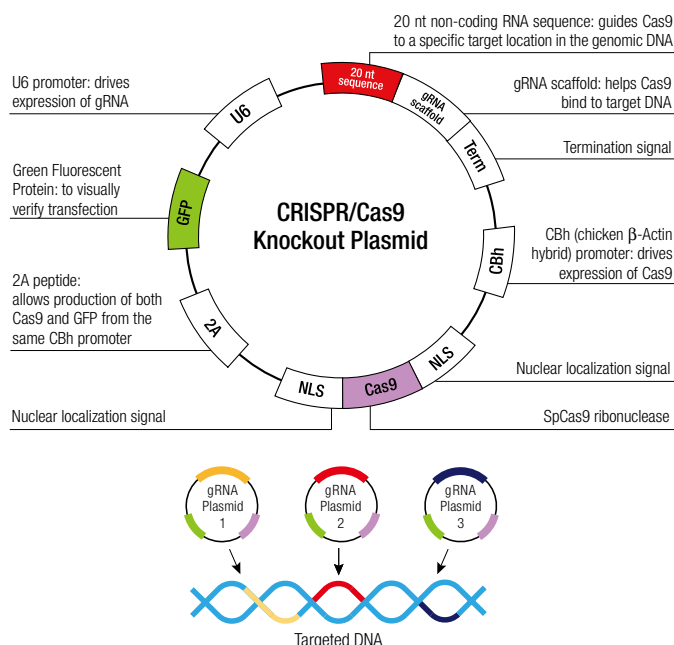 20 nt non-coding RNA sequence: guides Cas9
to a specific target location in the genomic DNA
U6 promoter: drives
expression of gRNA
gRNA scaffold: helps Cas9
bind to target DNA
Termination signal
Green Fluorescent
Protein: to visually
verify transfection
CBh (chicken β-Actin
hybrid) promoter: drives
expression of Cas9
2A peptide:
allows production of both
Cas9 and GFP from the
same CBh promoter
Nuclear localization signal
Nuclear localization signal
SpCas9 ribonuclease
CRISPR/Cas9
Knockout Plasmid
20 nt
sequence
gRNA
scaffold
Term
CBh
NLS
Cas9
NLS
2A
GFP
U6
gRNA
Plasmid
1
gRNA
Plasmid
2
gRNA
Plasmid
3
Targeted DNA